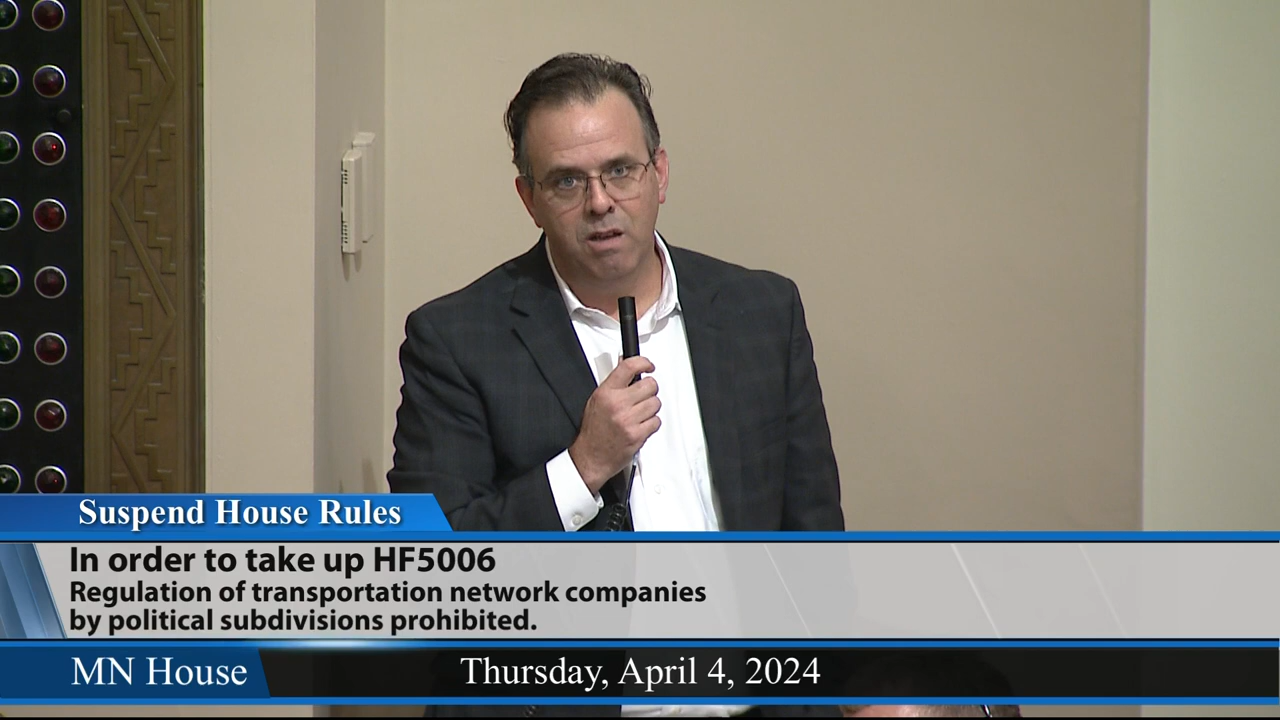 Suspend House Rules
In order to take up HF5006
Regulation of transportation network companies
by political subdivisions prohibited.
MN House
Thursday, April 4, 2024